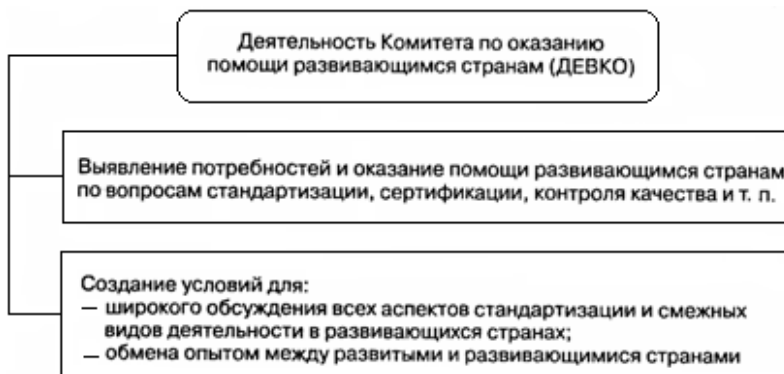 Деятельность Комитета по оказанию
помощи развивающимся странам (ДЕВКО)
Выявление потребностей и оказание помощи развивающимся странам
по вопросам стандартизации, сертификации, контроля качества и т. п.
Создание условий для:
— широкого обсуждения всех аспектов стандартизации и смежных
видов деятельности в развивающихся странах;
— обмена опытом между развитыми и развивающимися странами